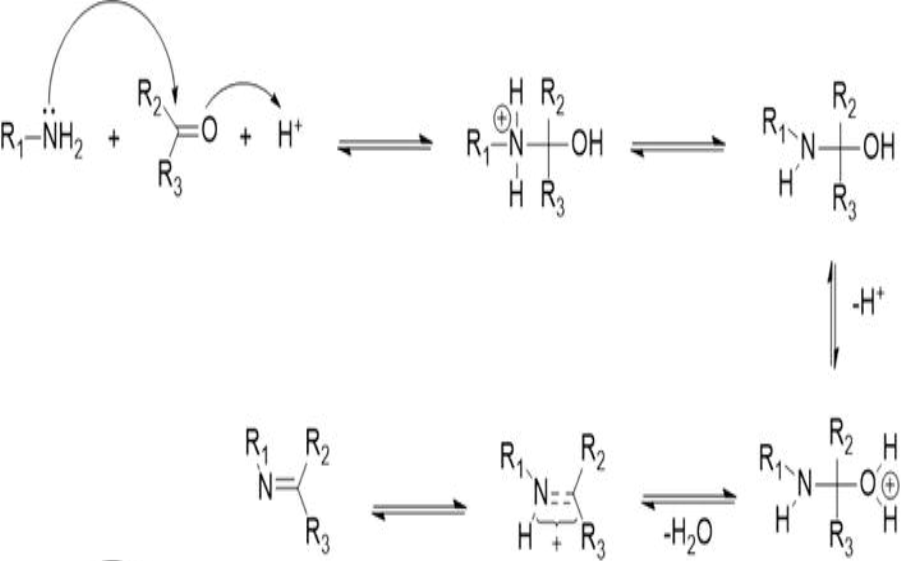 R₁-N̈H₂ + R₂ R₃ =O + H⁺
R₁-N⊕ H H R₂ R₃ OH
R₁ N H R₂ R₃ OH
-H⁺
R₁ N = R₂ R₃
R₁ N H + R₂ R₃
-H₂O
R₁ N H R₂ R₃ O H H ⊕